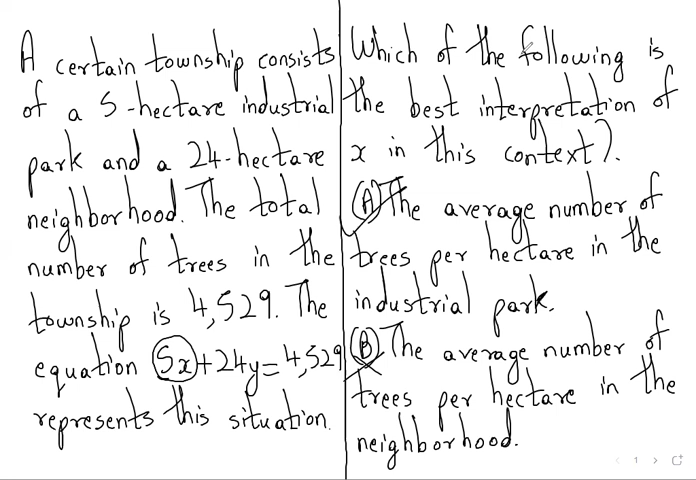 A certain township consists
of a 5-hectare industrial
park and a 24-hectare
neighborhood. The total
number of trees in the
township is 4,529. The
equation 5x+24y=4,529
represents this situation.
Which of the following is
the best interpretation of
x in this context?.
(A) The average number of
trees per hectare in the
industrial park.
(B) The average number of
trees per hectare in the
neighborhood.
1